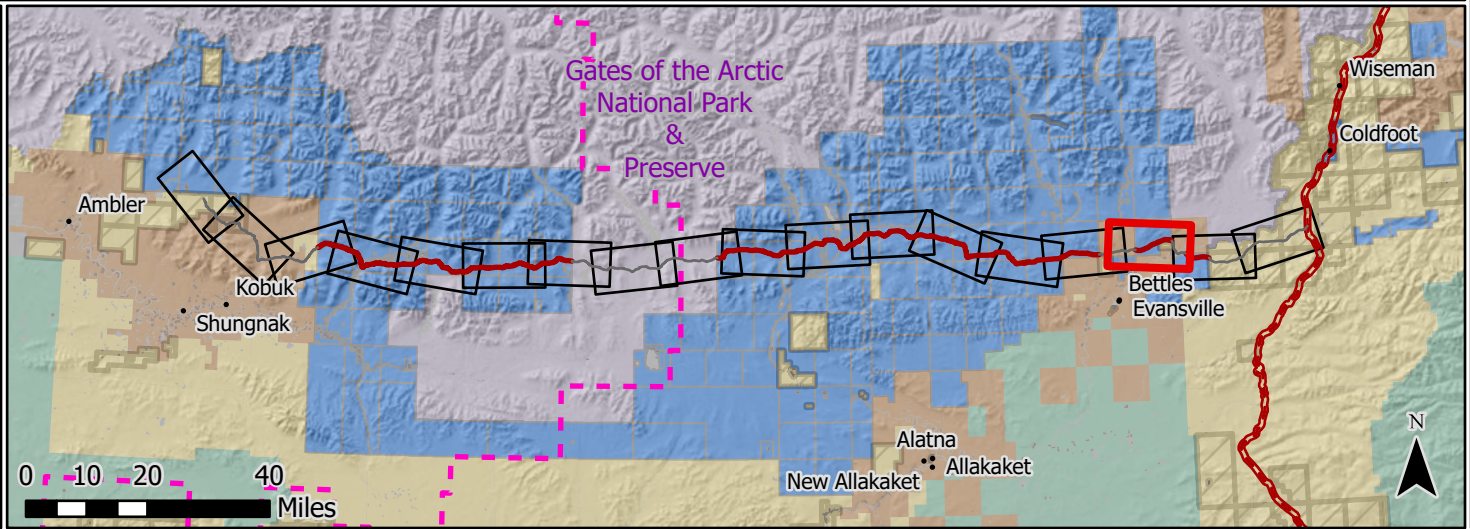 Gates of the Arctic
National Park
&
Preserve
Wiseman
Coldfoot
Ambler
Kobuk
Shungnak
Bettles
Evansville
Alatna
Allakaket
New Allakaket
0 10 20 40
Miles
N